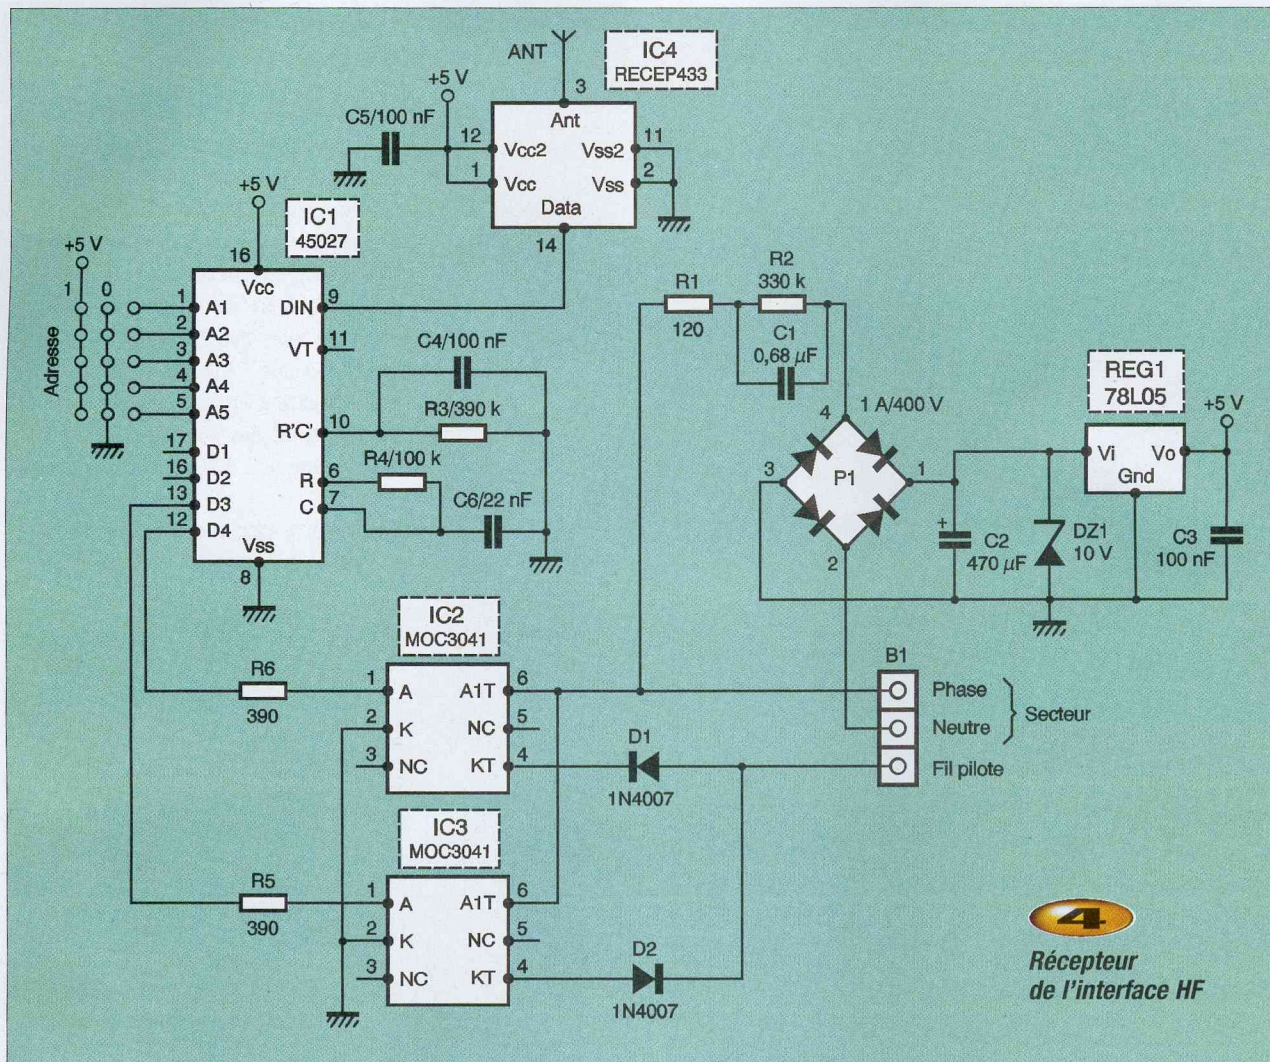 ANT
IC4
RECEP433
+5 V
3
C5/100 nF
12
Ant
11
Vcc2
Vss2
1
2
Vcc
Vss
Data
14
+5 V
IC1
45027
16
+5 V
1
0
Adresse
Vcc
1
A1
DIN
9
2
A2
VT
11
3
A3
4
A4
5
A5
C4/100 nF
R'C'
10
R3/390 k
17
D1
16
D2
R
6
R4/100 k
13
D3
C
7
C6/22 nF
12
D4
Vss
8
R1
120
R2
330 k
C1
0,68 µF
4
1 A/400 V
3
P1
1
2
REG1
78L05
+5 V
Vi
Vo
Gnd
+
C2
470 µF
DZ1
10 V
C3
100 nF
IC2
MOC3041
R6
390
1
A
A1T
6
2
K
NC
5
3
NC
KT
4
D1
1N4007
B1
Phase
Neutre
Secteur
Fil pilote
IC3
MOC3041
R5
390
1
A
A1T
6
2
K
NC
5
3
NC
KT
4
D2
1N4007
4
Récepteur
de l'interface HF